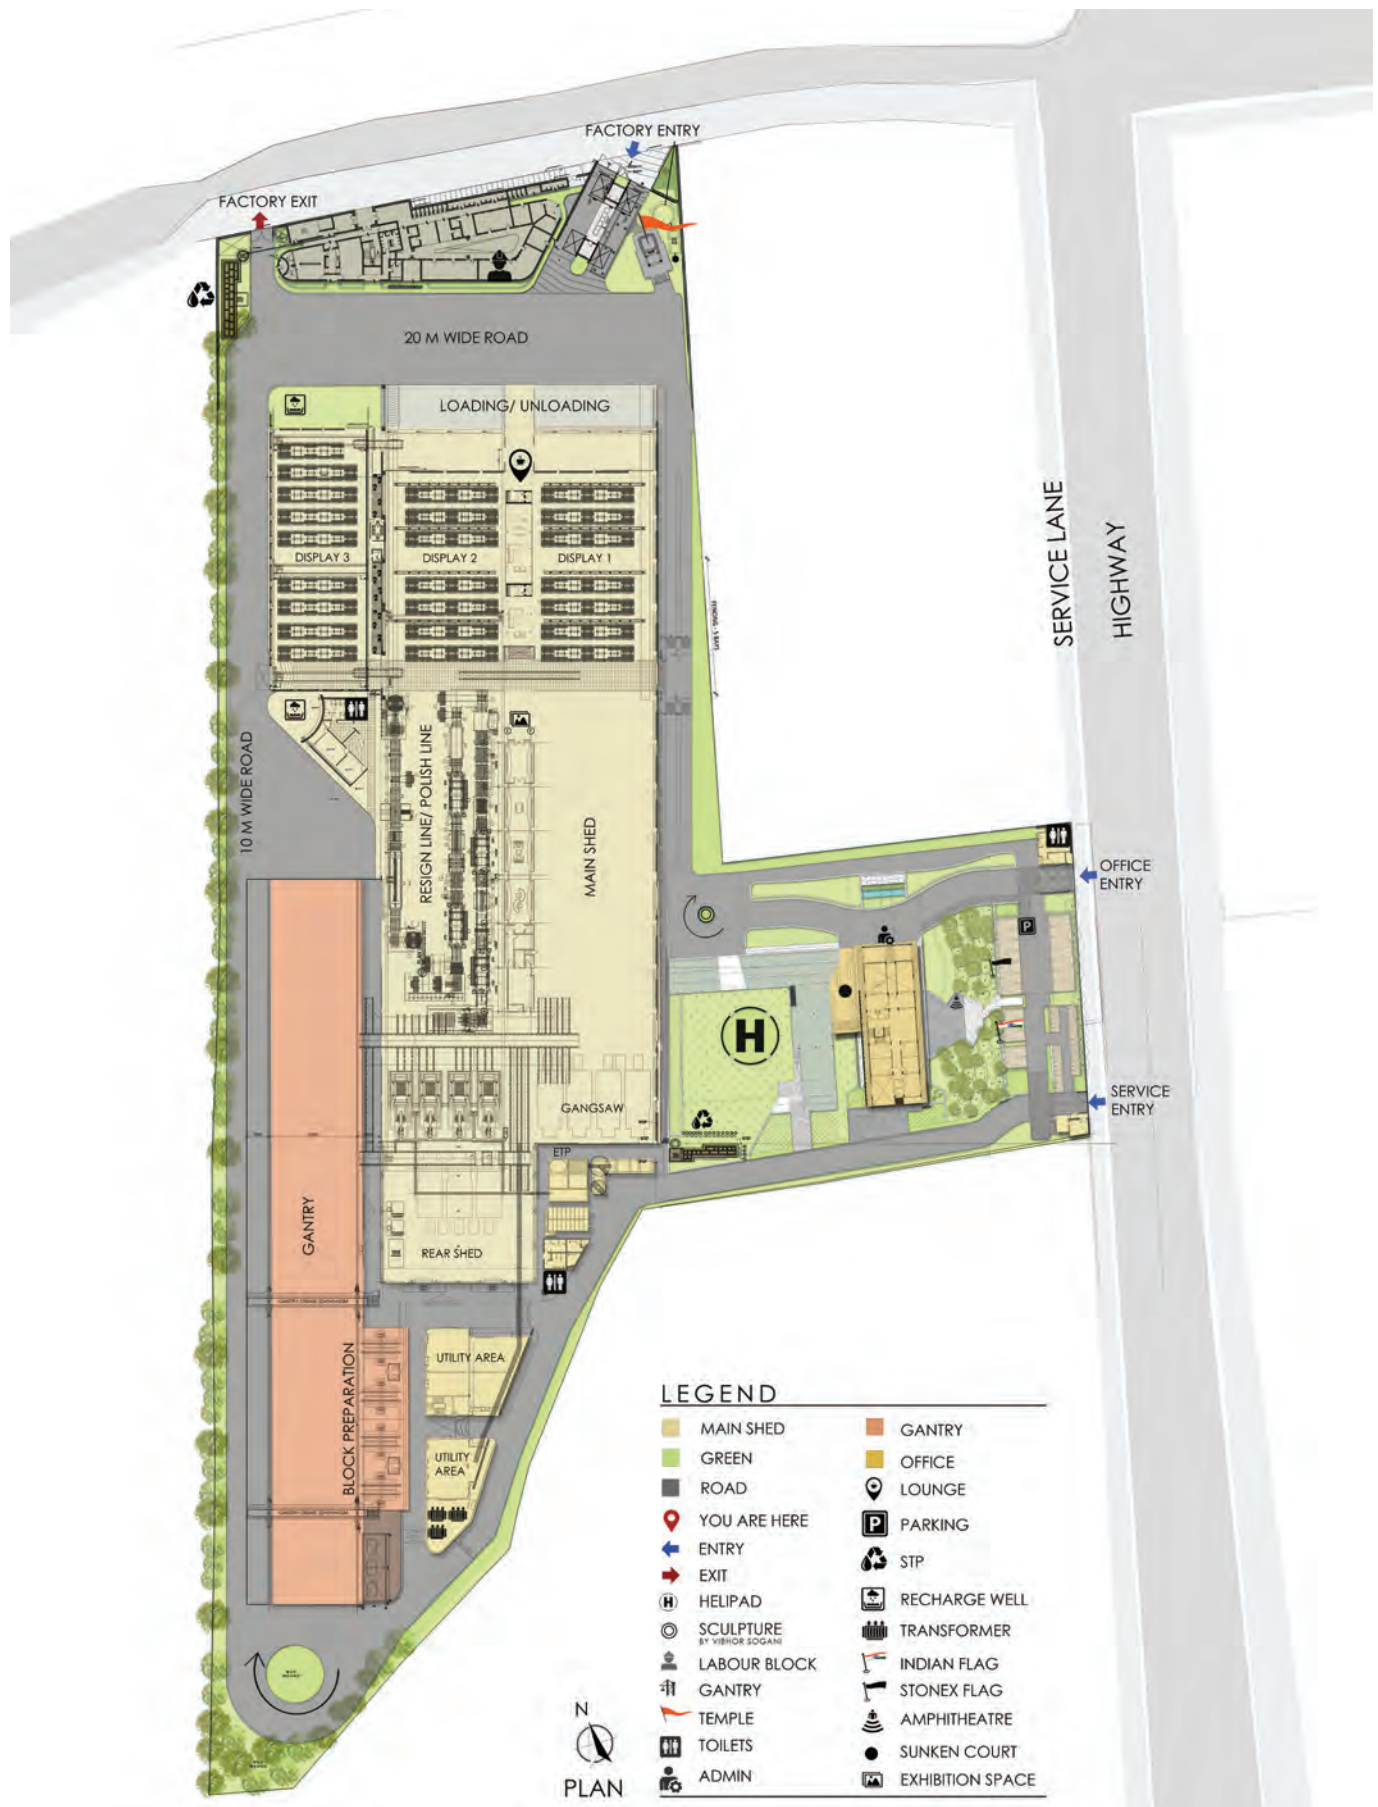 FACTORY ENTRY
FACTORY EXIT
20 M WIDE ROAD
LOADING/ UNLOADING
DISPLAY 3
DISPLAY 2
DISPLAY 1
SERVICE LANE
HIGHWAY
10 M WIDE ROAD
RESIGN LINE/ POLISH LINE
MAIN SHED
P
OFFICE
ENTRY
H
SERVICE
ENTRY
GANGSAW
ETP
GANTRY
REAR SHED
BLOCK PREPARATION
UTILITY AREA
UTILITY
AREA
LEGEND
MAIN SHED
GREEN
ROAD
YOU ARE HERE
ENTRY
EXIT
H HELIPAD
SCULPTURE
BY VIBHOR SOGANI
LABOUR BLOCK
GANTRY
TEMPLE
TOILETS
ADMIN
GANTRY
OFFICE
LOUNGE
P PARKING
STP
RECHARGE WELL
TRANSFORMER
INDIAN FLAG
STONEX FLAG
AMPHITHEATRE
SUNKEN COURT
EXHIBITION SPACE
N
PLAN